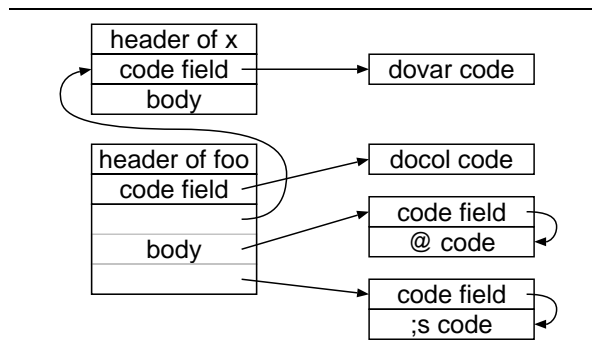 header of x
code field
body
dovar code
header of foo
code field
body
docol code
code field
@ code
code field
;s code